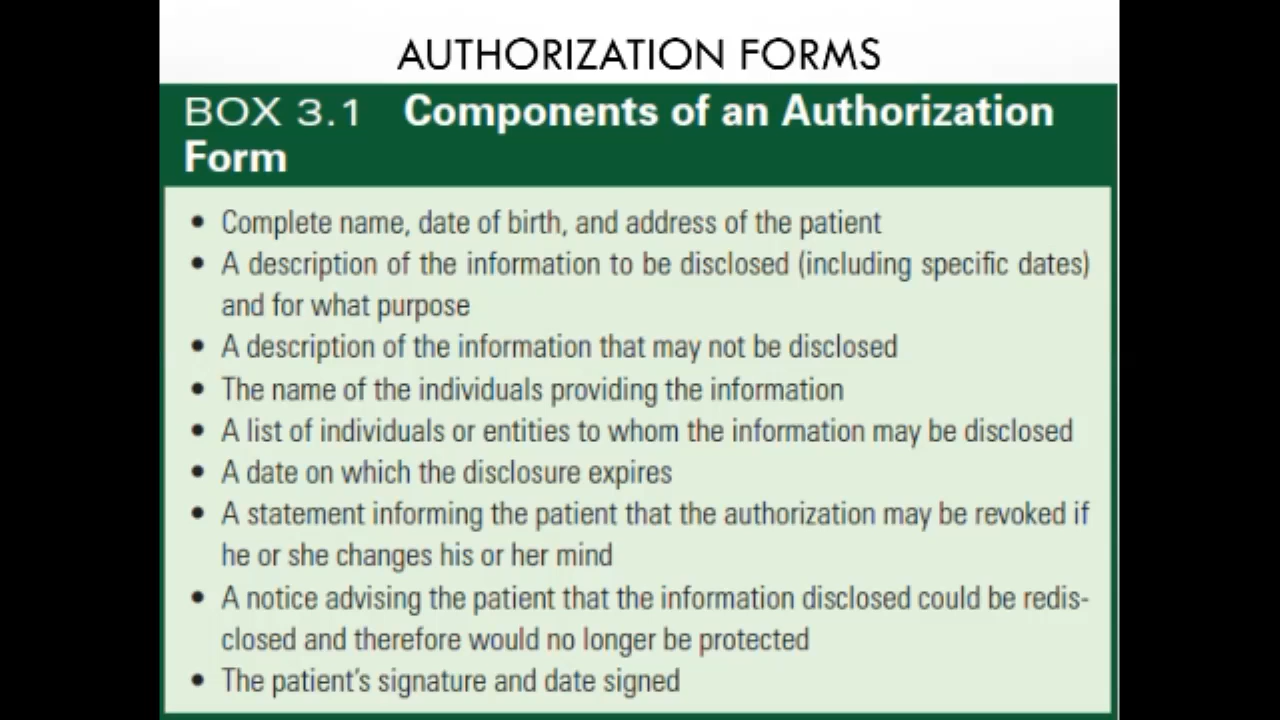 AUTHORIZATION FORMS
BOX 3.1 Components of an Authorization
Form
• Complete name, date of birth, and address of the patient
• A description of the information to be disclosed (including specific dates)
and for what purpose
• A description of the information that may not be disclosed
• The name of the individuals providing the information
• A list of individuals or entities to whom the information may be disclosed
• A date on which the disclosure expires
• A statement informing the patient that the authorization may be revoked if
he or she changes his or her mind
• A notice advising the patient that the information disclosed could be redis-
closed and therefore would no longer be protected
• The patient's signature and date signed